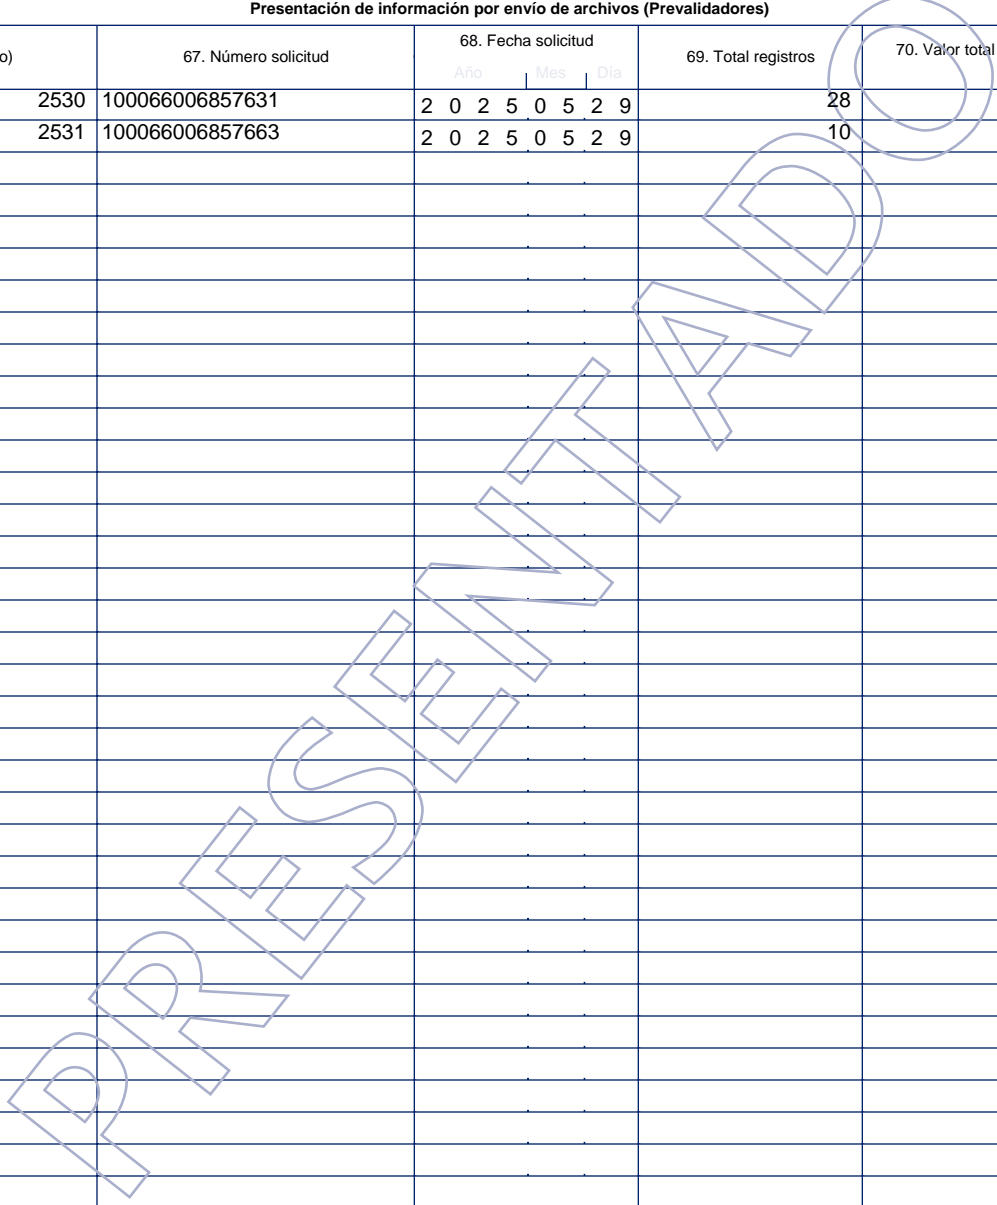 Presentación de información por envío de archivos (Prevalidadores)
o) 67. Número solicitud 68. Fecha solicitud 69. Total registros 70. Valor total
Año Mes Día
2530 100066006857631 2 0 2 5 0 5 2 9 28
2531 100066006857663 2 0 2 5 0 5 2 9 10
PRESENTADO